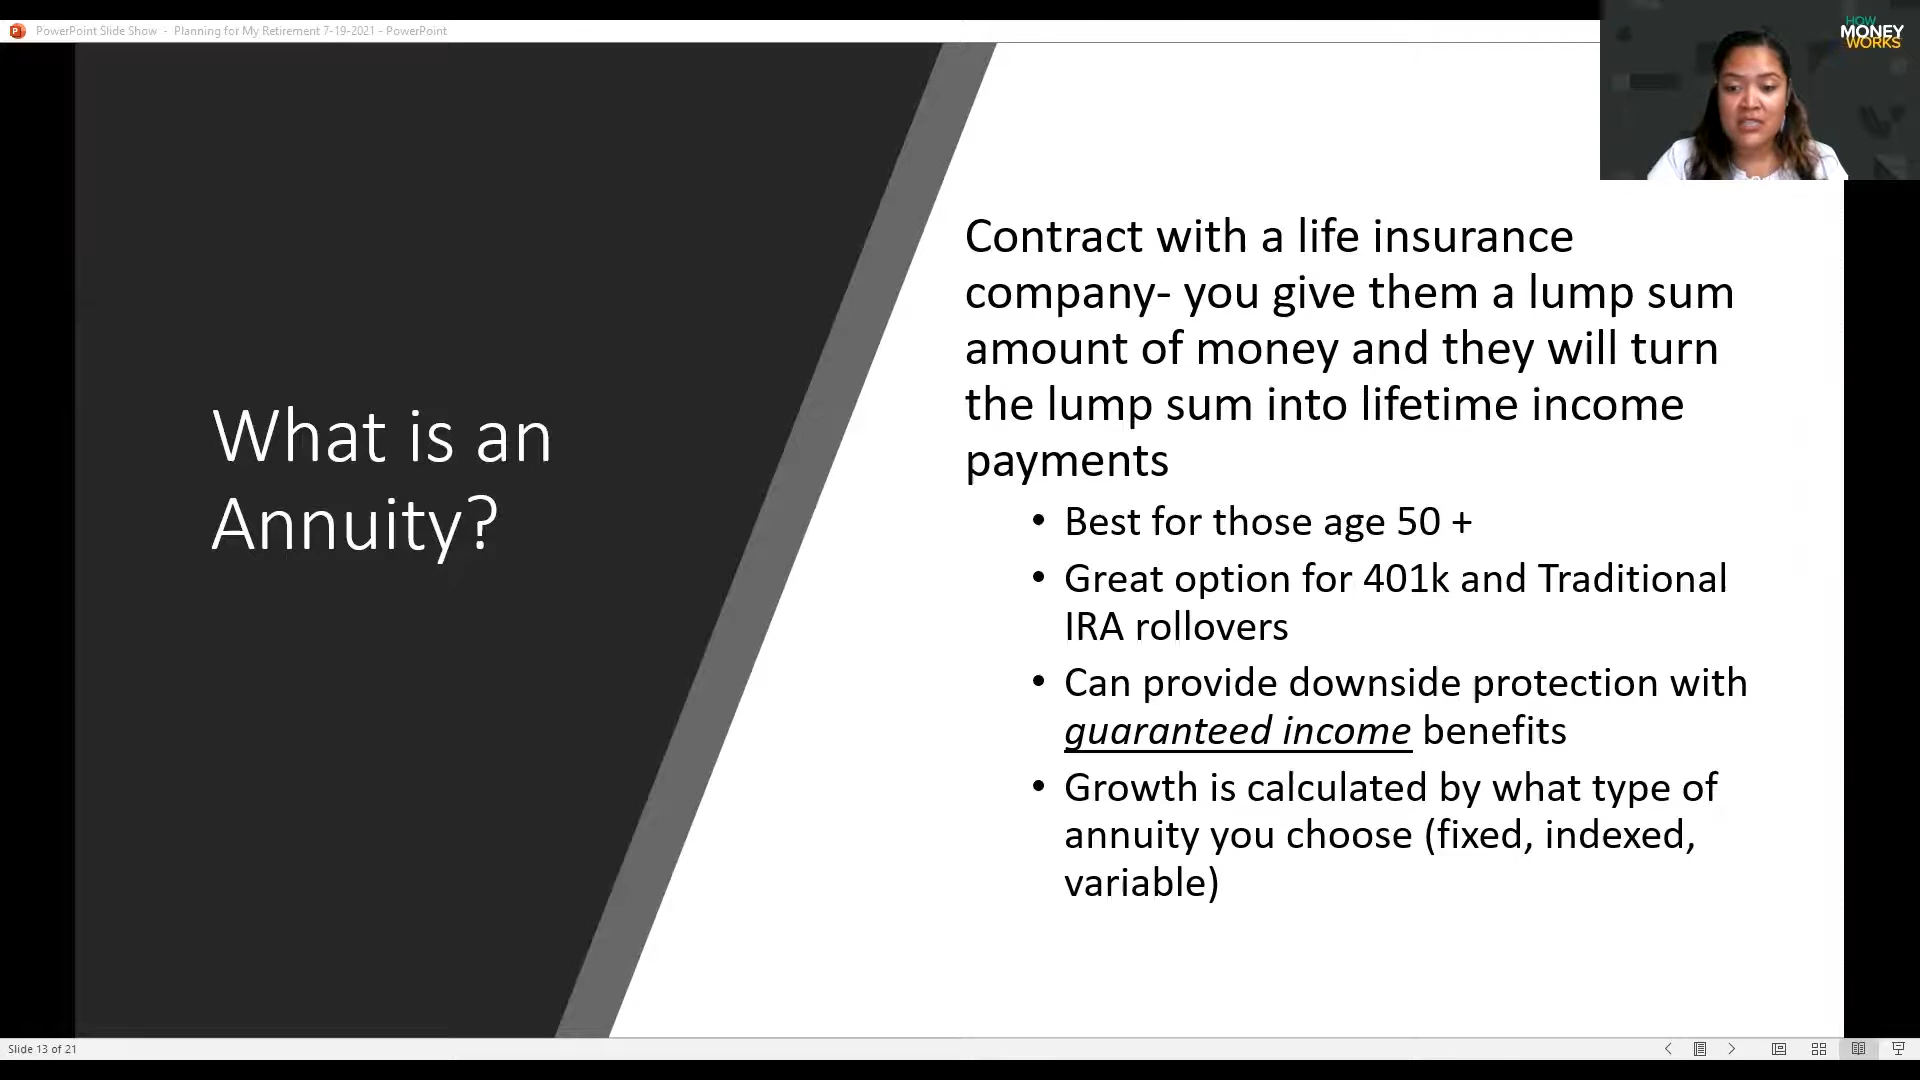 PowerPoint Slide Show - Planning for My Retirement 7-19-2021 - PowerPoint
HOW
MONEY
WORKS
What is an
Annuity?
Contract with a life insurance
company- you give them a lump sum
amount of money and they will turn
the lump sum into lifetime income
payments
• Best for those age 50 +
• Great option for 401k and Traditional
IRA rollovers
• Can provide downside protection with
guaranteed income benefits
• Growth is calculated by what type of
annuity you choose (fixed, indexed,
variable)
Slide 13 of 21